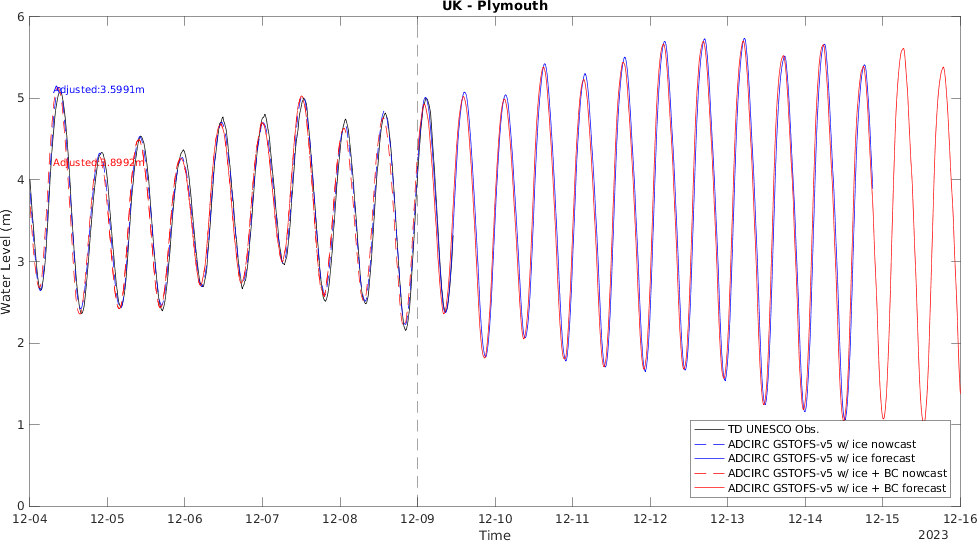 UK - Plymouth
6
5
4
3
2
1
0
Water Level (m)
Adjusted:3.5991m
Adjusted:3.8992m
TD UNESCO Obs.
ADCIRC GSTOFS-v5 w/ ice nowcast
ADCIRC GSTOFS-v5 w/ ice forecast
ADCIRC GSTOFS-v5 w/ ice + BC nowcast
ADCIRC GSTOFS-v5 w/ ice + BC forecast
12-04 12-05 12-06 12-07 12-08 12-09 12-10 12-11 12-12 12-13 12-14 12-15 12-16
Time
2023